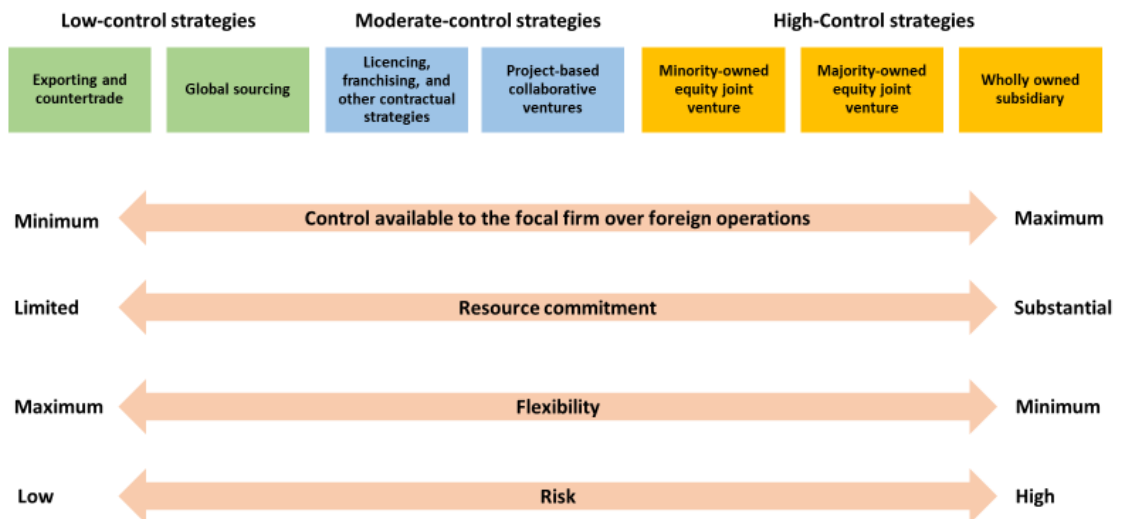 Low-control strategies
Moderate-control strategies
High-Control strategies
Exporting and
countertrade
Global sourcing
Licencing,
franchising, and
other contractual
strategies
Project-based
collaborative
ventures
Minority-owned
equity joint
venture
Majority-owned
equity joint
venture
Wholly owned
subsidiary
Minimum
Control available to the focal firm over foreign operations
Maximum
Limited
Resource commitment
Substantial
Maximum
Flexibility
Minimum
Low
Risk
High